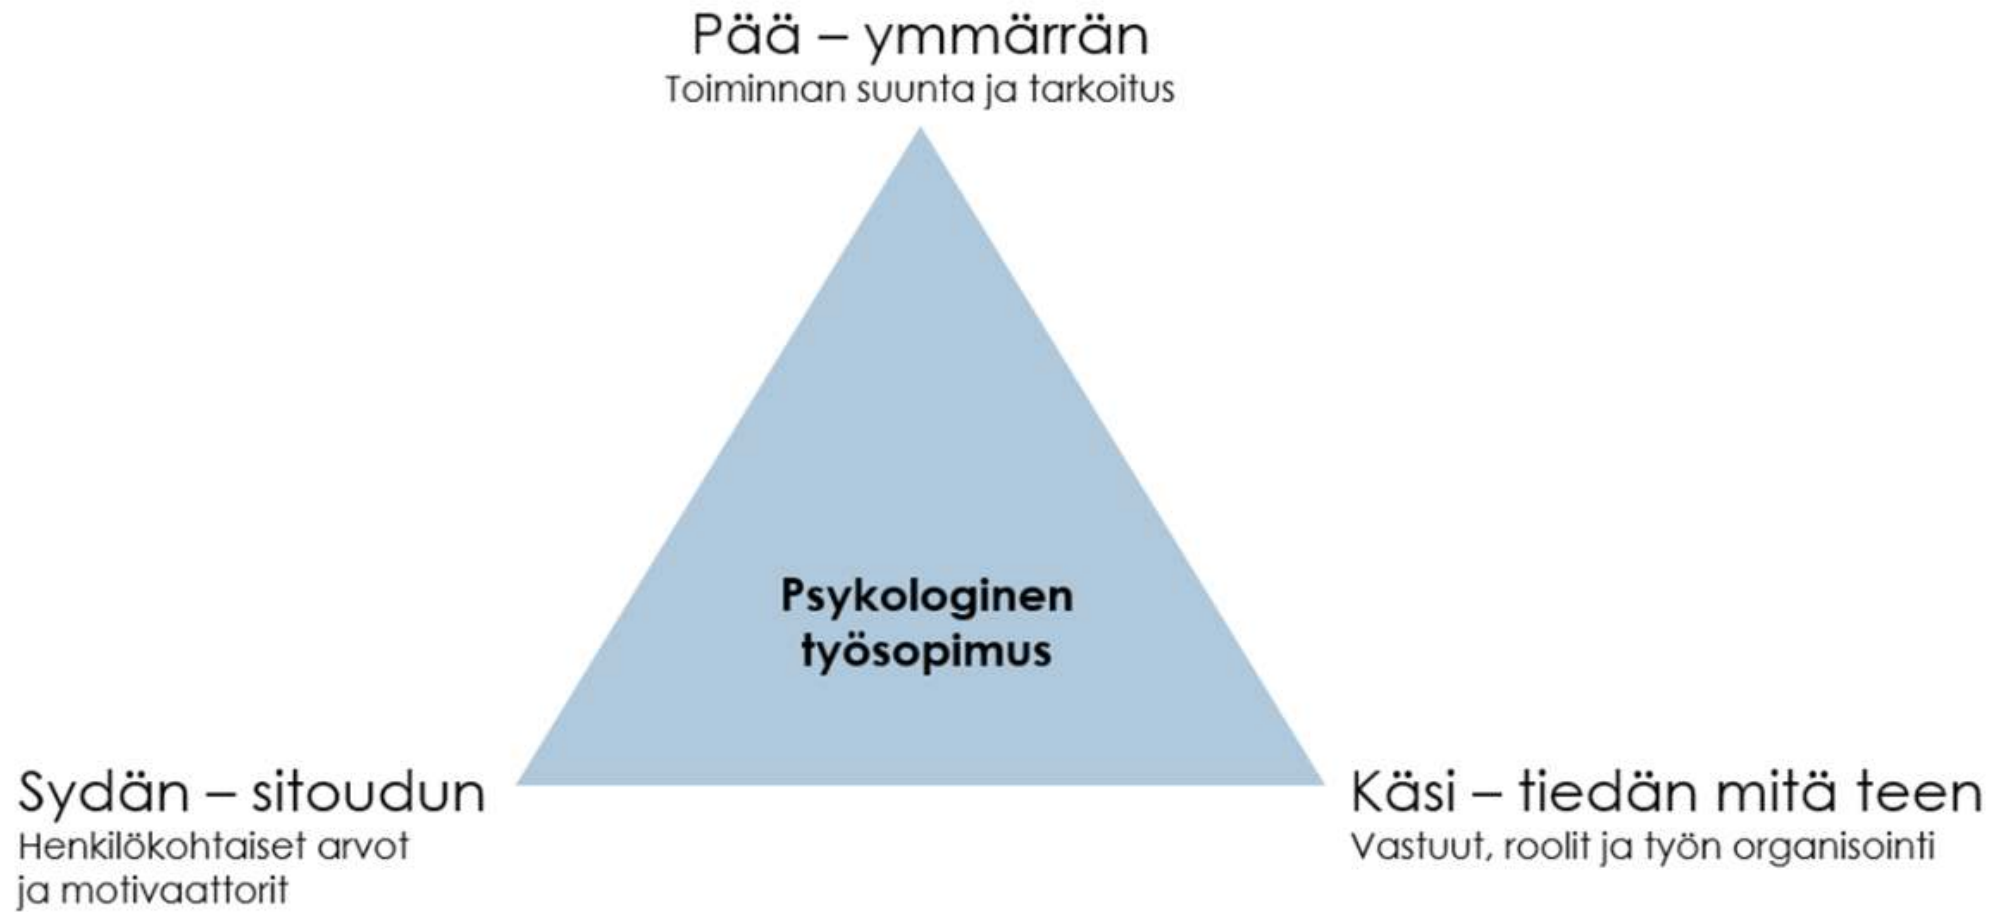 Pää – ymmärrän
Toiminnan suunta ja tarkoitus
Psykologinen
työsopimus
Sydän – sitoudun
Henkilökohtaiset arvot
ja motivaattorit
Käsi – tiedän mitä teen
Vastuut, roolit ja työn organisointi